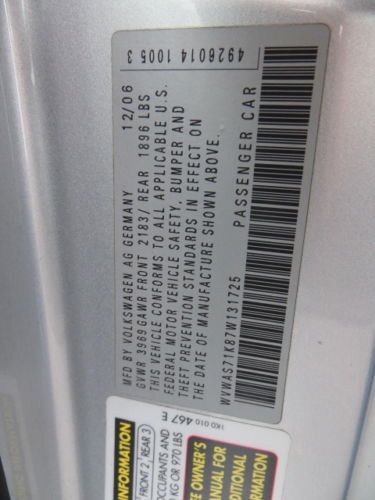 4926014 1005 3
MFD BY VOLKSWAGEN AG GERMANY 12/06
GVWR 3969 GAWR FRONT 2183/ REAR 1896 LBS
THIS VEHICLE CONFORMS TO ALL APPLICABLE U.S.
FEDERAL MOTOR VEHICLE SAFETY, BUMPER AND
THEFT PREVENTION STANDARDS IN EFFECT ON
THE DATE OF MANUFACTURE SHOWN ABOVE.
WVWAS71K87W131725 PASSENGER CAR
1K0 010 467 E
INFORMATION
FRONT 2, REAR 3
OCCUPANTS AND
KG OR 970 LBS
OWNER'S
MANUAL FOR